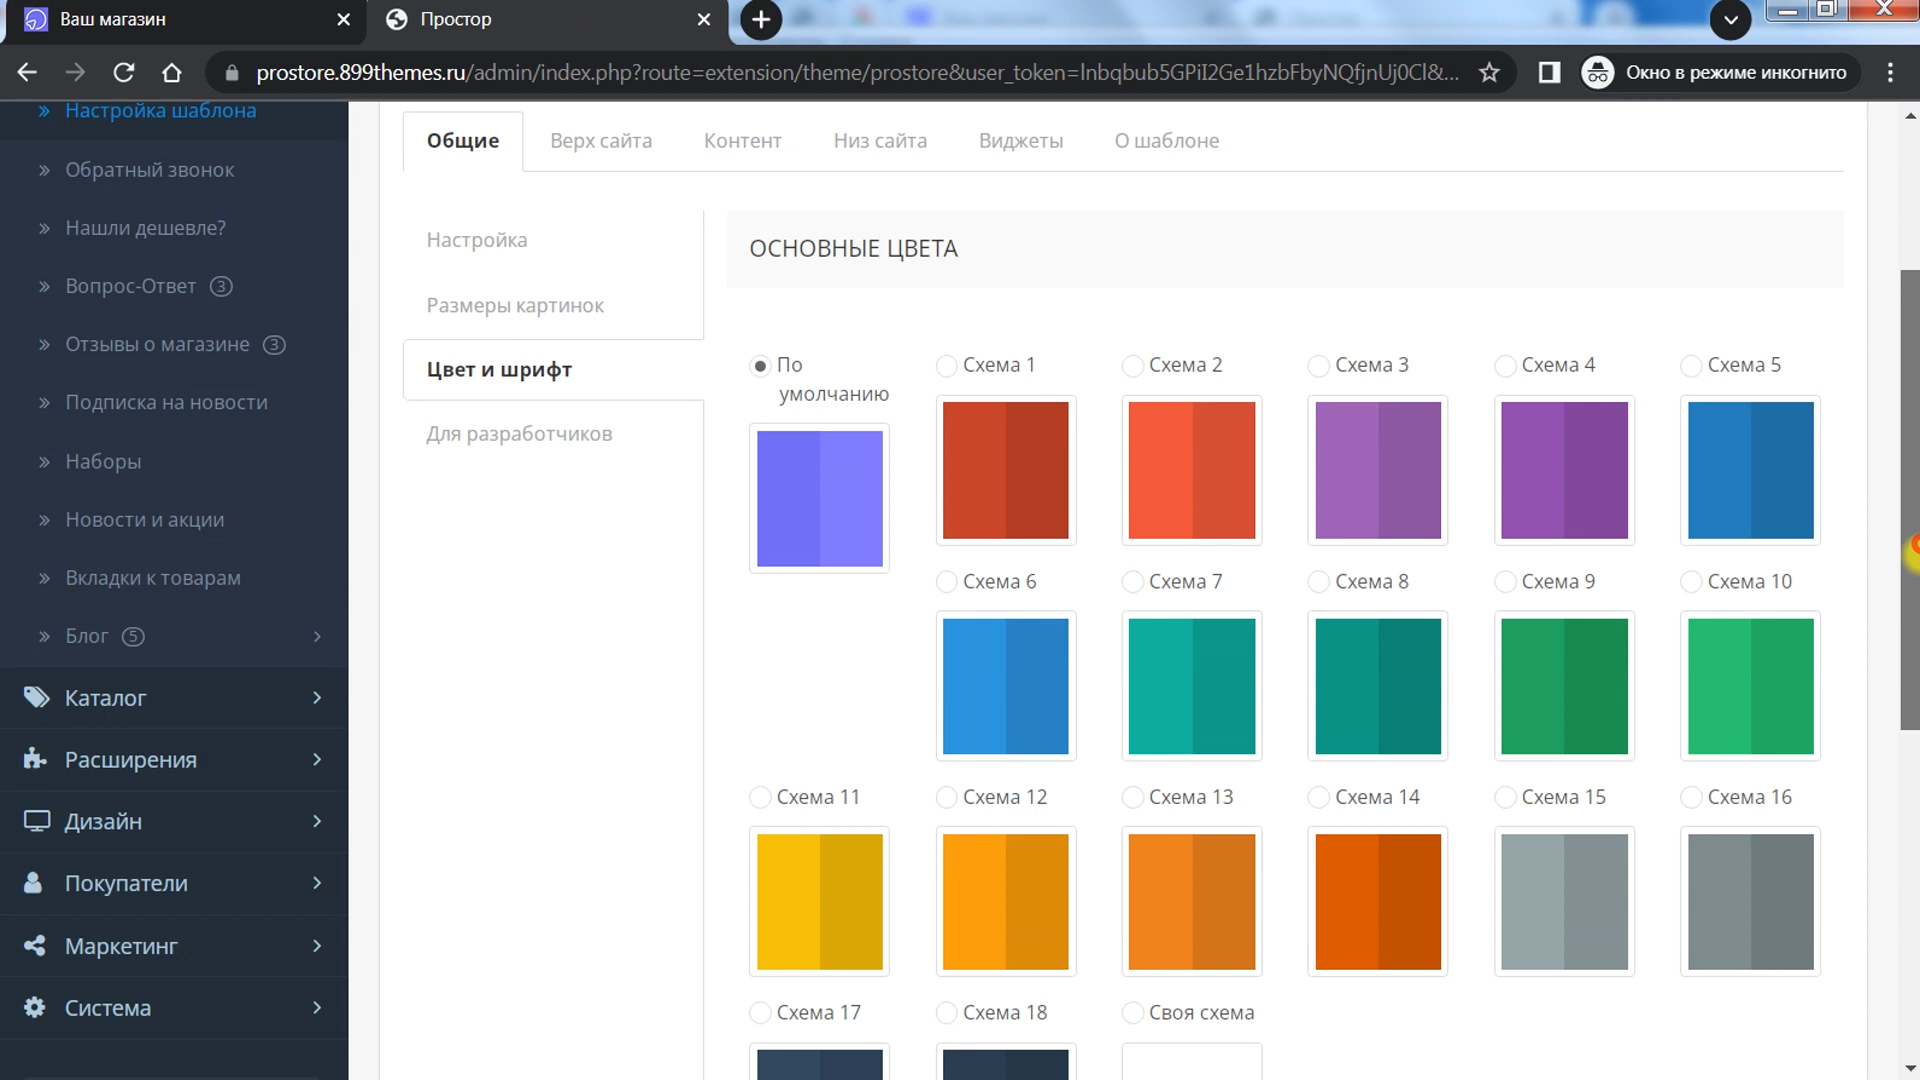 Ваш магазин
Простор
prostore.899themes.ru/admin/index.php?route=extension/theme/prostore&user_token=lnbqbub5GPiI2Ge1hzbFbyNQfjnUj0Cl&...
Окно в режиме инкогнито
Настройка шаблона
Обратный звонок
Нашли дешевле?
Вопрос-Ответ 3
Отзывы о магазине 3
Подписка на новости
Наборы
Новости и акции
Вкладки к товарам
Блог 5
Каталог
Расширения
Дизайн
Покупатели
Маркетинг
Система
Общие
Верх сайта
Контент
Низ сайта
Виджеты
О шаблоне
Настройка
Размеры картинок
Цвет и шрифт
Для разработчиков
ОСНОВНЫЕ ЦВЕТА
По
умолчанию
Схема 1
Схема 2
Схема 3
Схема 4
Схема 5
Схема 6
Схема 7
Схема 8
Схема 9
Схема 10
Схема 11
Схема 12
Схема 13
Схема 14
Схема 15
Схема 16
Схема 17
Схема 18
Своя схема